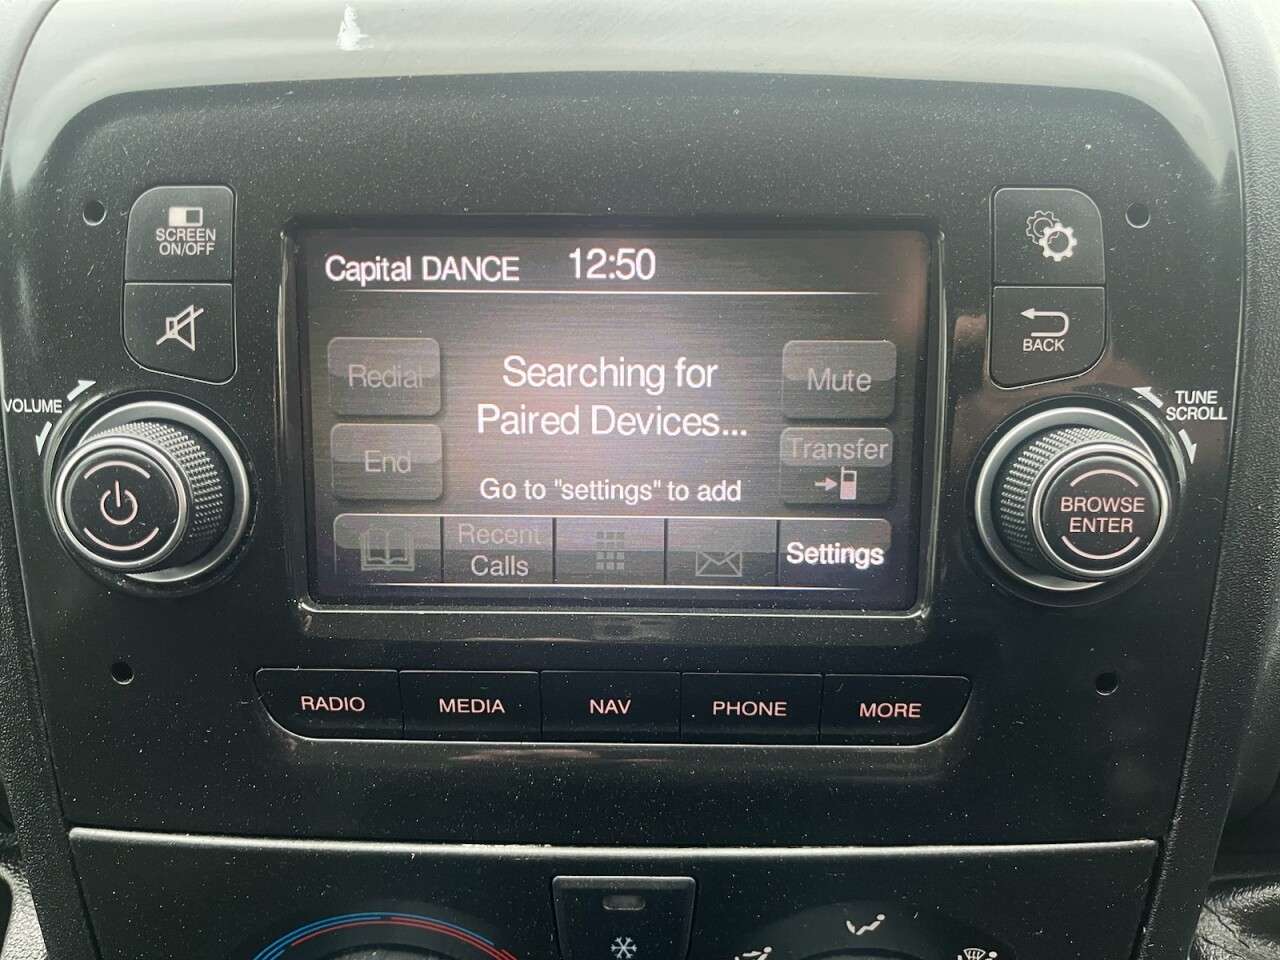 SCREEN
ON/OFF
VOLUME
Capital DANCE 12:50
Redial
End
Searching for
Paired Devices...
Go to "settings" to add
Mute
Transfer
Recent
Calls
Settings
BACK
TUNE
SCROLL
BROWSE
ENTER
RADIO
MEDIA
NAV
PHONE
MORE